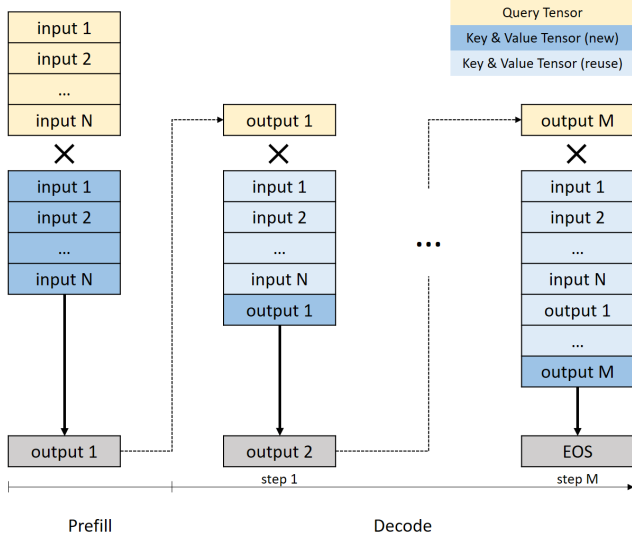 Query Tensor
Key & Value Tensor (new)
Key & Value Tensor (reuse)
input 1
input 2
...
input N
input 1
input 2
...
input N
output 1
output 1
input 1
input 2
...
input N
output 1
output 2
...
output M
input 1
input 2
...
input N
output 1
...
output M
EOS
step 1
step M
Prefill
Decode